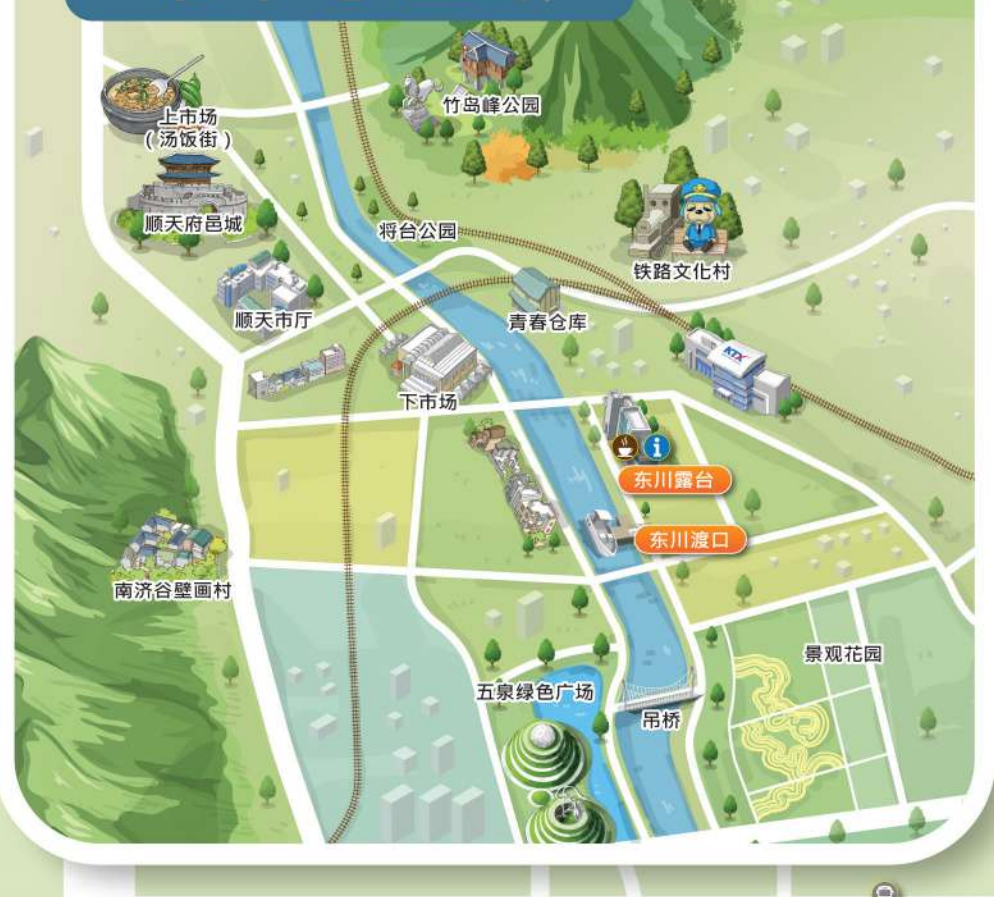 竹岛峰公园
上市场
（汤饭街）
顺天府邑城
将台公园
铁路文化村
顺天市厅
青春仓库
KTX
下市场
i
东川露台
东川渡口
南济谷壁画村
景观花园
五泉绿色广场
吊桥